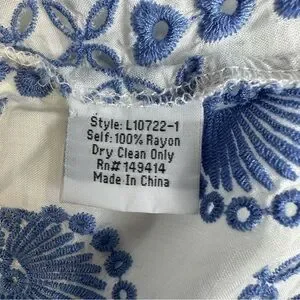 Style: L10722-1
Self: 100% Rayon
Dry Clean Only
Rn# 149414
Made In China